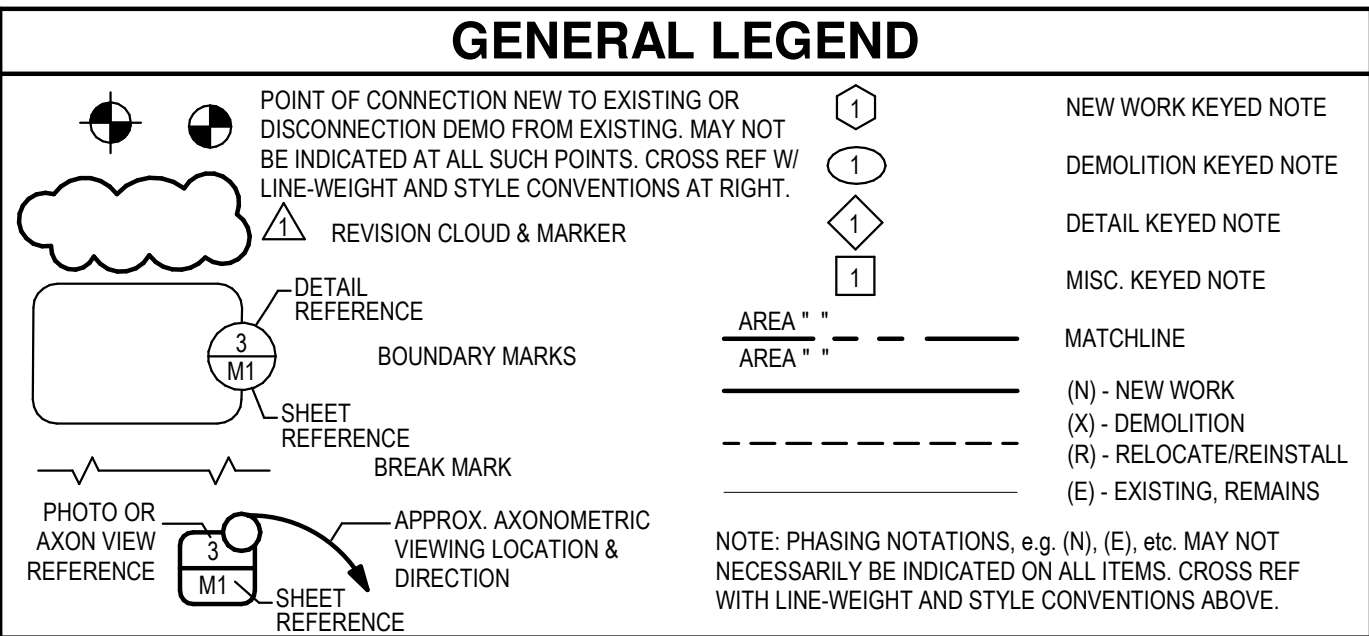 GENERAL LEGEND
POINT OF CONNECTION NEW TO EXISTING OR
DISCONNECTION DEMO FROM EXISTING. MAY NOT
BE INDICATED AT ALL SUCH POINTS. CROSS REF W/
LINE-WEIGHT AND STYLE CONVENTIONS AT RIGHT.
1
REVISION CLOUD & MARKER
DETAIL
REFERENCE
3
M1
BOUNDARY MARKS
SHEET
REFERENCE
BREAK MARK
PHOTO OR
AXON VIEW
REFERENCE
3
M1
APPROX. AXONOMETRIC
VIEWING LOCATION &
DIRECTION
SHEET
REFERENCE
1
NEW WORK KEYED NOTE
1
DEMOLITION KEYED NOTE
1
DETAIL KEYED NOTE
1
MISC. KEYED NOTE
AREA " "
AREA " "
MATCHLINE
(N) - NEW WORK
(X) - DEMOLITION
(R) - RELOCATE/REINSTALL
(E) - EXISTING, REMAINS
NOTE: PHASING NOTATIONS, e.g. (N), (E), etc. MAY NOT
NECESSARILY BE INDICATED ON ALL ITEMS. CROSS REF
WITH LINE-WEIGHT AND STYLE CONVENTIONS ABOVE.